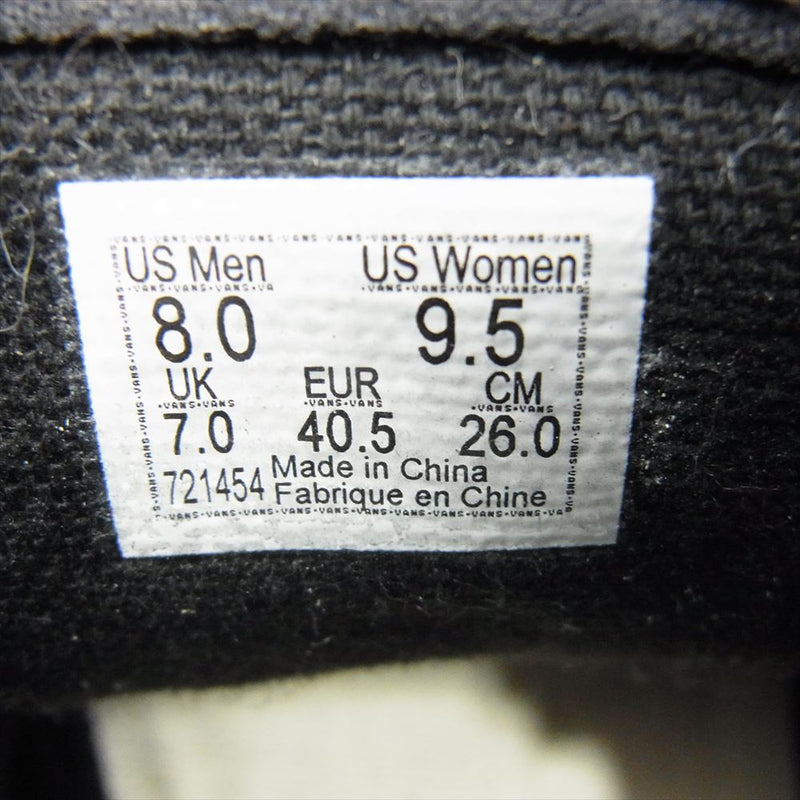 US Men US Women
8.0 9.5
UK EUR CM
7.0 40.5 26.0
721454 Made in China
Fabrique en Chine